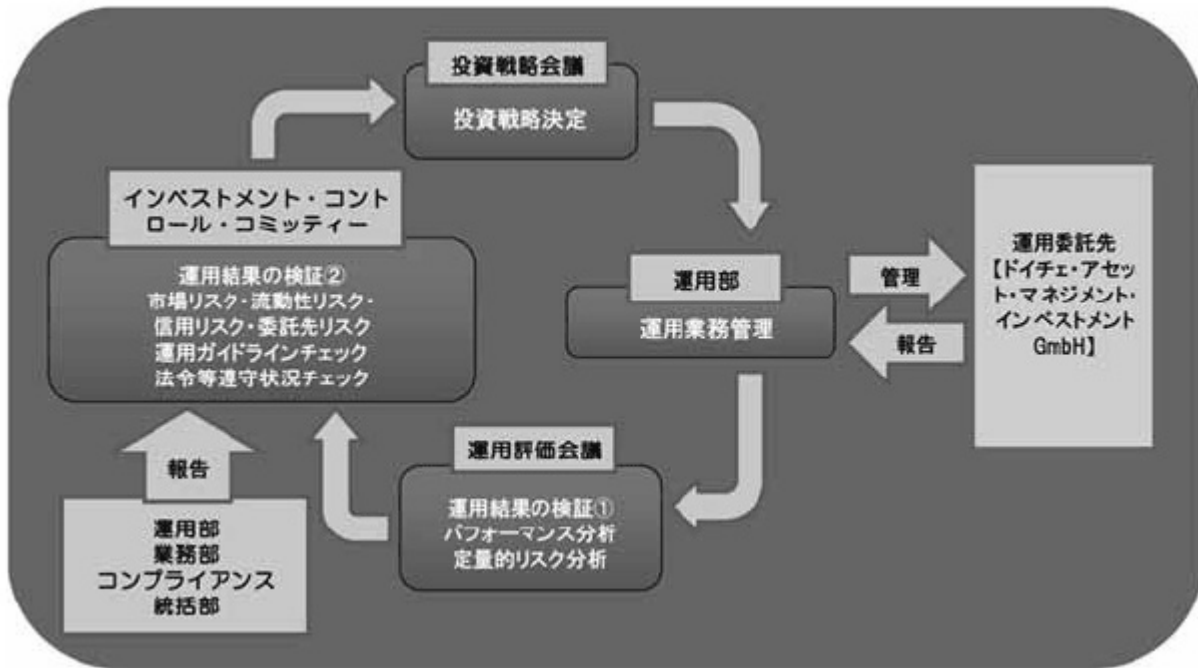 投資戦略会議
投資戦略決定
インベストメント・コント
ロール・コミッティー
運用結果の検証②
市場リスク・流動性リスク・
信用リスク・委託先リスク
運用ガイドラインチェック
法令等遵守状況チェック
運用部
運用業務管理
管理
報告
運用委託先
【ドイチェ・アセッ
ト・マネジメント・
インベストメント
GmbH】
運用評価会議
運用結果の検証①
パフォーマンス分析
定量的リスク分析
報告
運用部
業務部
コンプライアンス
統括部